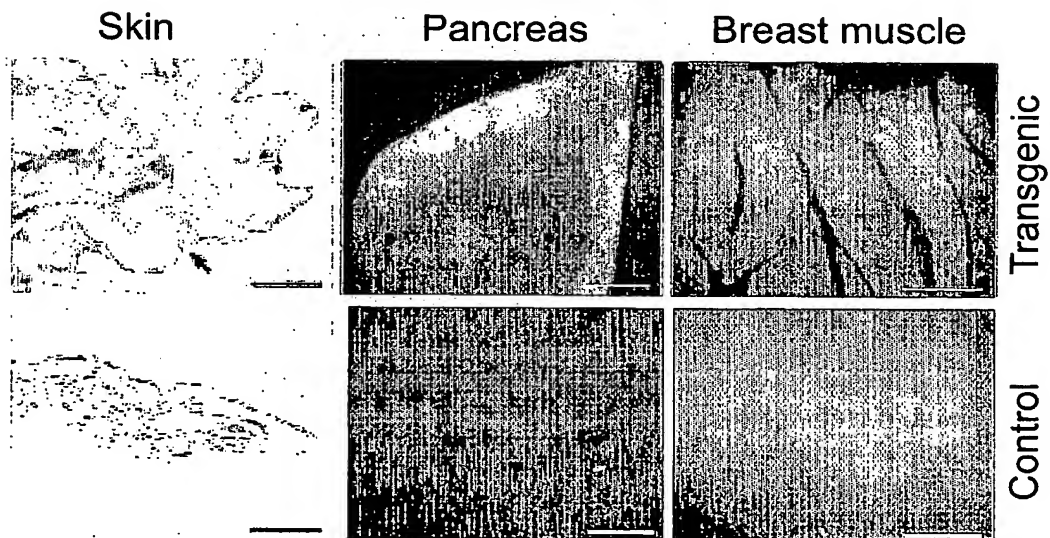 Skin
Pancreas
Breast muscle
Transgenic
Control